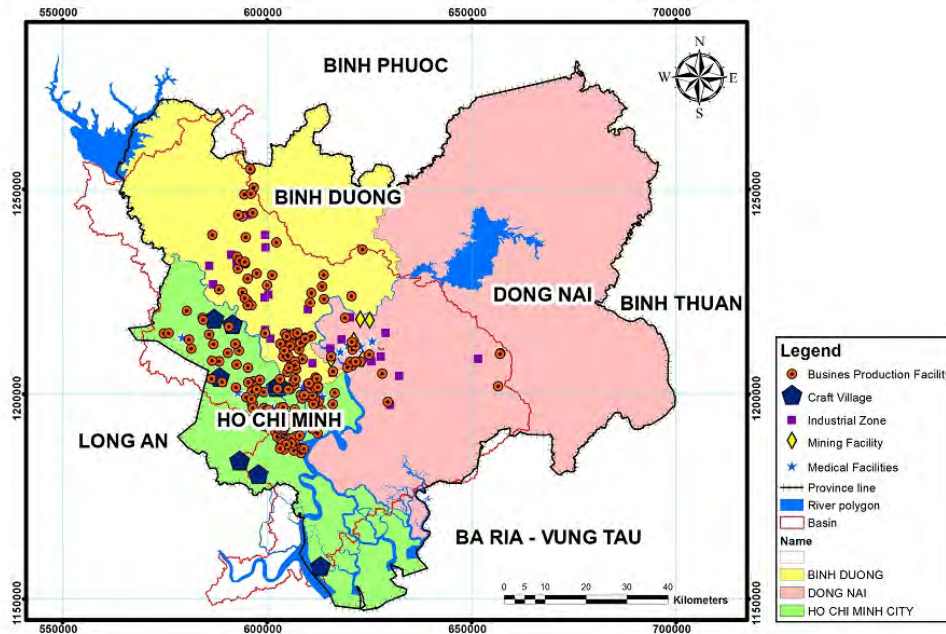 550000 600000 650000 700000
N
W E
S
BINH PHUOC
1250000 1250000
BINH DUONG
DONG NAI
BINH THUAN
1200000 1200000
HO CHI MINH
LONG AN
BA RIA - VUNG TAU
0 5 10 20 30 40
Kilometers
1150000 1150000
550000 600000 650000 700000
Legend
Busines Production Facility
Craft Village
Industrial Zone
Mining Facility
Medical Facilities
Province line
River polygon
Basin
Name
BINH DUONG
DONG NAI
HO CHI MINH CITY